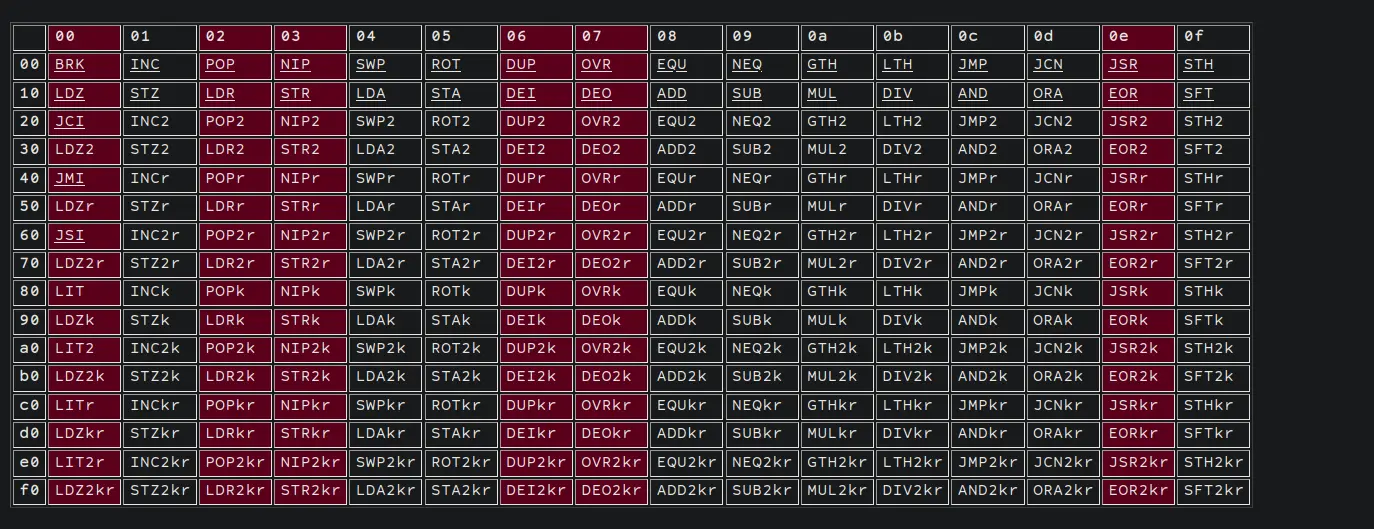 00 01 02 03 04 05 06 07 08 09 0a 0b 0c 0d 0e 0f
00 BRK INC POP NIP SWP ROT DUP OVR EQU NEQ GTH LTH JMP JCN JSR STH
10 LDZ STZ LDR STR LDA STA DEI DEO ADD SUB MUL DIV AND ORA EOR SFT
20 JCI INC2 POP2 NIP2 SWP2 ROT2 DUP2 OVR2 EQU2 NEQ2 GTH2 LTH2 JMP2 JCN2 JSR2 STH2
30 LDZ2 STZ2 LDR2 STR2 LDA2 STA2 DEI2 DEO2 ADD2 SUB2 MUL2 DIV2 AND2 ORA2 EOR2 SFT2
40 JMI INCr POPr NIPr SWPr ROTr DUPr OVRr EQUr NEQr GTHr LTHr JMPr JCNr JSRr STHr
50 LDZr STZr LDRr STRr LDAr STAr DEIr DEOr ADDr SUBr MULr DIVr ANDr ORAr EORr SFTr
60 JSI INC2r POP2r NIP2r SWP2r ROT2r DUP2r OVR2r EQU2r NEQ2r GTH2r LTH2r JMP2r JCN2r JSR2r STH2r
70 LDZ2r STZ2r LDR2r STR2r LDA2r STA2r DEI2r DEO2r ADD2r SUB2r MUL2r DIV2r AND2r ORA2r EOR2r SFT2r
80 LIT INCk POPk NIPk SWPk ROTk DUPk OVRk EQUk NEQk GTHk LTHk JMPk JCNk JSRk STHk
90 LDZk STZk LDRk STRk LDAk STAk DEIk DEOk ADDk SUBk MULk DIVk ANDk ORAk EORk SFTk
a0 LIT2 INC2k POP2k NIP2k SWP2k ROT2k DUP2k OVR2k EQU2k NEQ2k GTH2k LTH2k JMP2k JCN2k JSR2k STH2k
b0 LDZ2k STZ2k LDR2k STR2k LDA2k STA2k DEI2k DEO2k ADD2k SUB2k MUL2k DIV2k AND2k ORA2k EOR2k SFT2k
c0 LITr INCkr POPkr NIPkr SWPkr ROTkr DUPkr OVRkr EQUkr NEQkr GTHkr LTHkr JMPkr JCNkr JSRkr STHkr
d0 LDZkr STZkr LDRkr STRkr LDAkr STAkr DEIkr DEOkr ADDkr SUBkr MULkr DIVkr ANDkr ORAkr EORkr SFTkr
e0 LIT2r INC2kr POP2kr NIP2kr SWP2kr ROT2kr DUP2kr OVR2kr EQU2kr NEQ2kr GTH2kr LTH2kr JMP2kr JCN2kr JSR2kr STH2kr
f0 LDZ2kr STZ2kr LDR2kr STR2kr LDA2kr STA2kr DEI2kr DEO2kr ADD2kr SUB2kr MUL2kr DIV2kr AND2kr ORA2kr EOR2kr SFT2kr